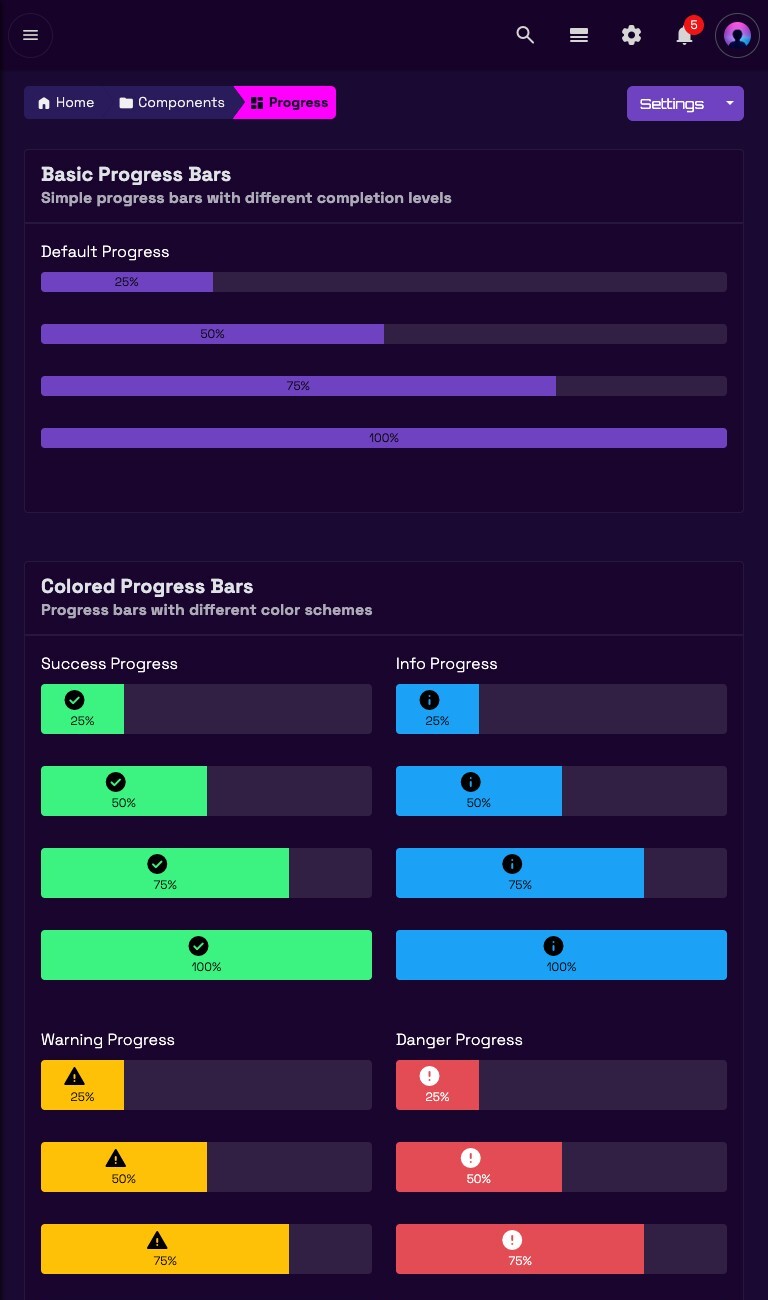 5
Home Components Progress Settings
Basic Progress Bars
Simple progress bars with different completion levels
Default Progress
25%
50%
75%
100%
Colored Progress Bars
Progress bars with different color schemes
Success Progress
25%
50%
75%
100%
Info Progress
25%
50%
75%
100%
Warning Progress
25%
50%
75%
Danger Progress
25%
50%
75%